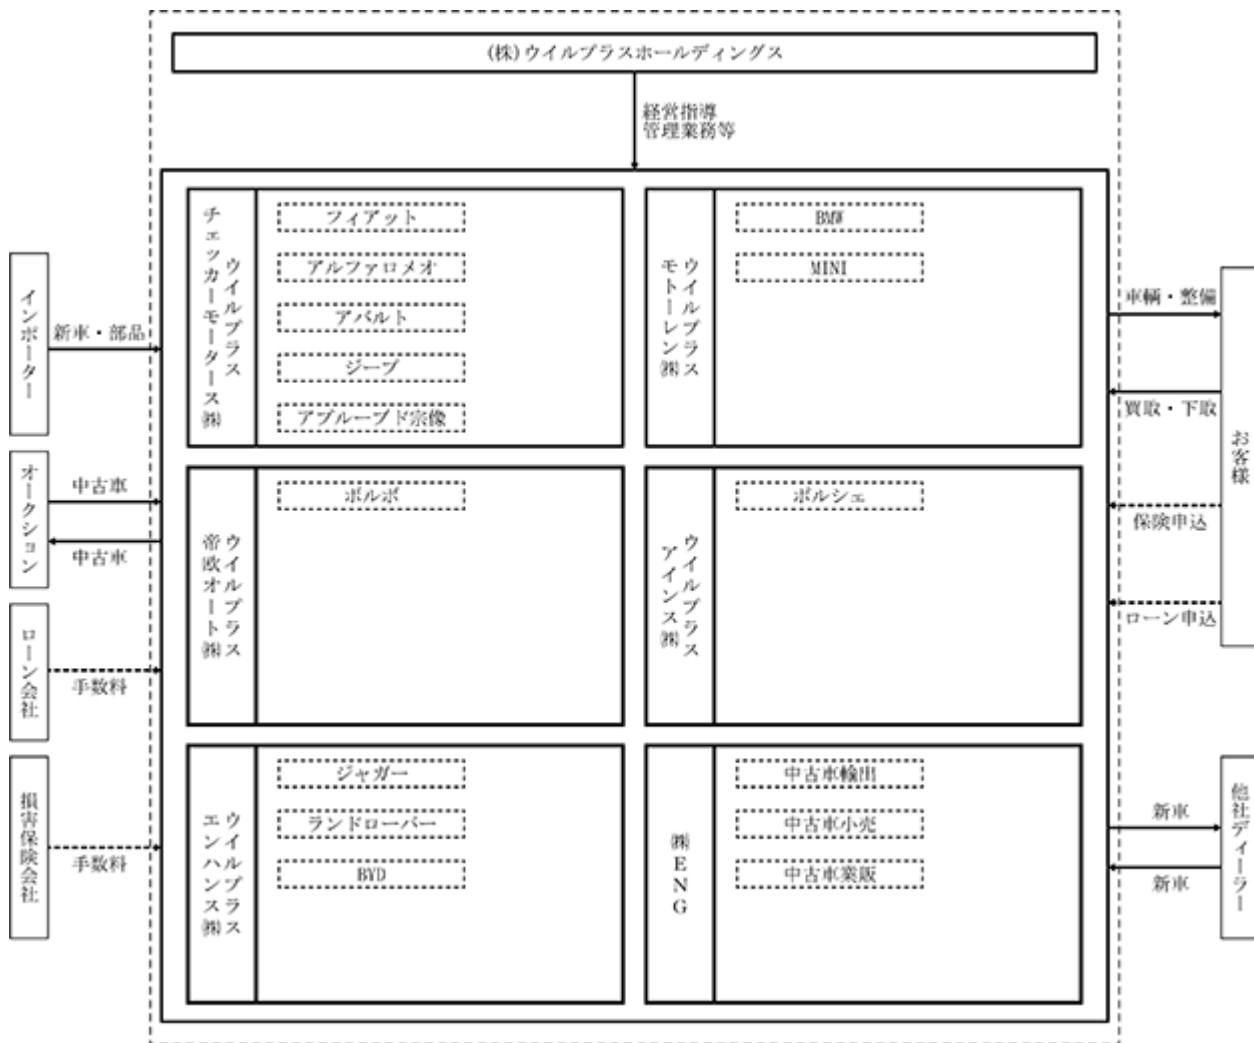 (株)ウイルプラスホールディングス
経営指導
管理業務等
ウイルプラス
チェッカーモータース㈱
フィアット
アルファロメオ
アバルト
ジープ
アプルーブド宗像
ウイルプラス
モトーレン㈱
BMW
MINI
ウイルプラス
帝欧オート㈱
ボルボ
ウイルプラス
アインス㈱
ポルシェ
ウイルプラス
エンハンス㈱
ジャガー
ランドローバー
BYD
㈱ENG
中古車輸出
中古車小売
中古車業販
インポーター
新車・部品
オークション
中古車
中古車
ローン会社
手数料
損害保険会社
手数料
車輌・整備
買取・下取
保険申込
ローン申込
お客様
新車
新車
他社ディーラー